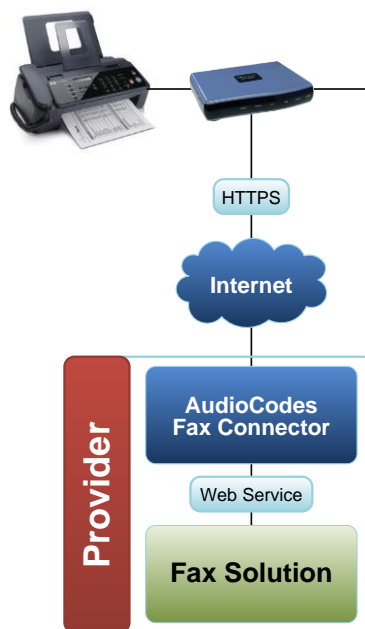 HTTPS
Internet
Provider
AudioCodes
Fax Connector
Web Service
Fax Solution